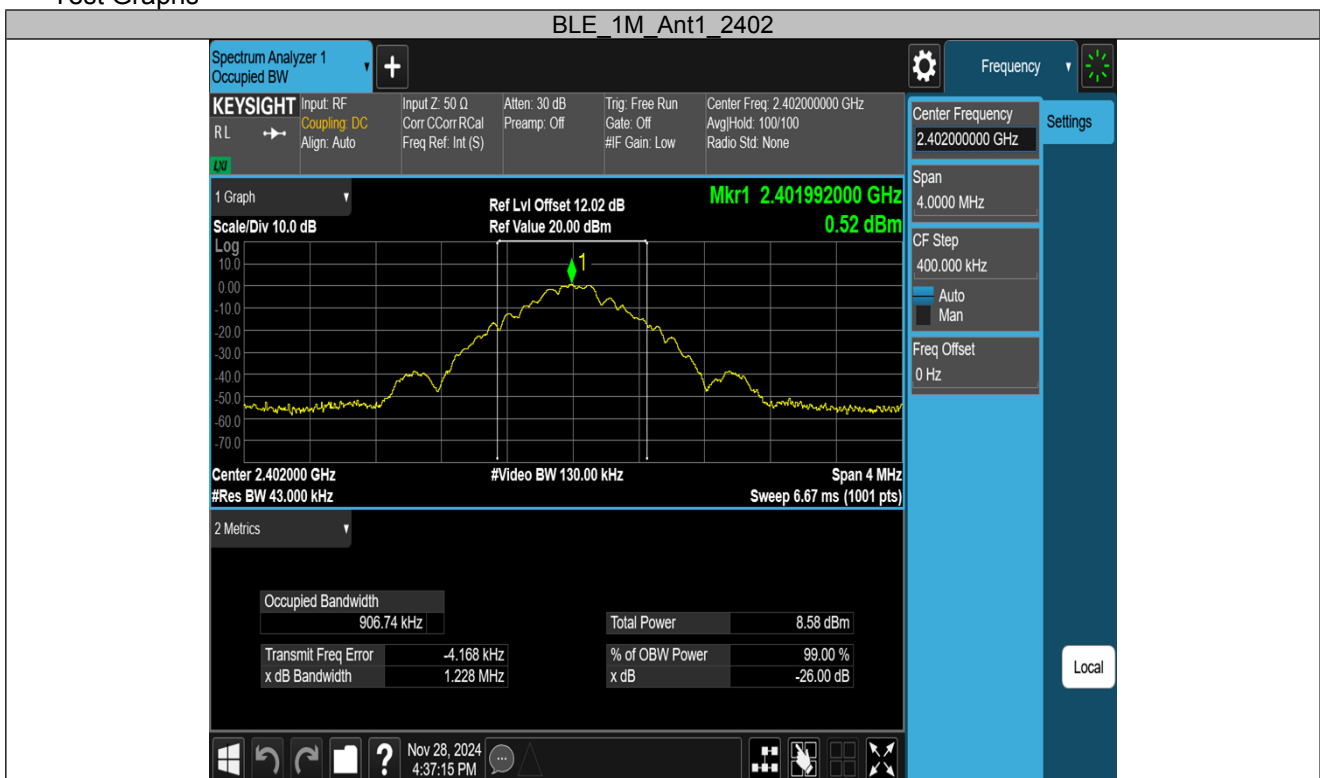 Test Graphs
BLE_1M_Ant1_2402
Spectrum Analyzer 1
Occupied BW
+
Frequency
KEYSIGHT
RL
LXI
Input: RF
Coupling: DC
Align: Auto
Input Z: 50 Ω
Corr CCorr RCal
Freq Ref: Int (S)
Atten: 30 dB
Preamp: Off
Trig: Free Run
Gate: Off
#IF Gain: Low
Center Freq: 2.402000000 GHz
Avg|Hold: 100/100
Radio Std: None
Center Frequency
2.402000000 GHz
Settings
Span
4.0000 MHz
CF Step
400.000 kHz
Auto
Man
Freq Offset
0 Hz
1 Graph
Scale/Div 10.0 dB
Ref Lvl Offset 12.02 dB
Ref Value 20.00 dBm
Mkr1 2.401992000 GHz
0.52 dBm
Log
10.0
0.00
-10.0
-20.0
-30.0
-40.0
-50.0
-60.0
-70.0
1
Center 2.402000 GHz
#Res BW 43.000 kHz
#Video BW 130.00 kHz
Span 4 MHz
Sweep 6.67 ms (1001 pts)
2 Metrics
Occupied Bandwidth
906.74 kHz
Total Power 8.58 dBm
Transmit Freq Error -4.168 kHz
% of OBW Power 99.00 %
x dB Bandwidth 1.228 MHz
x dB -26.00 dB
Local
?
Nov 28, 2024
4:37:15 PM